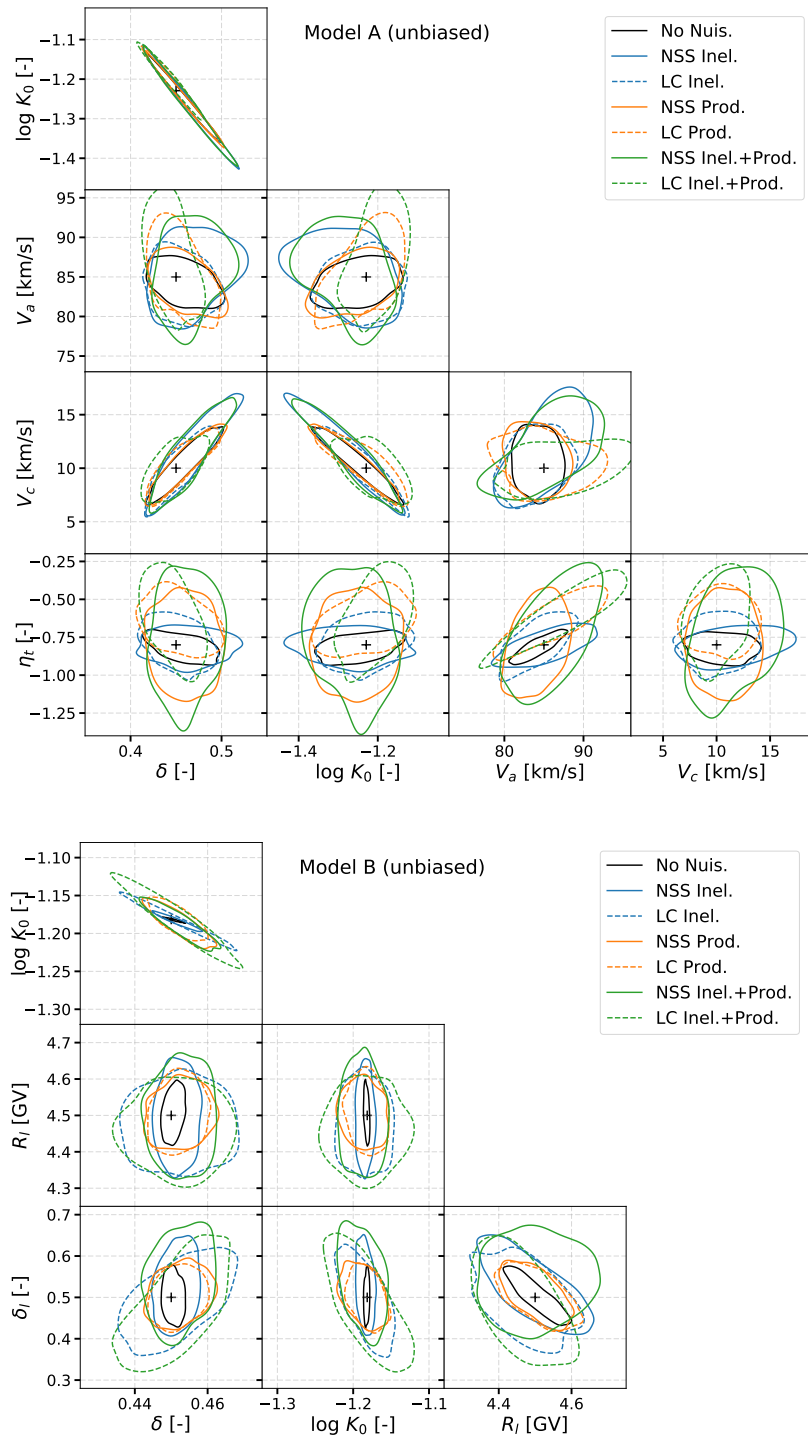 Model A (unbiased)
No Nuis.
NSS Inel.
LC Inel.
NSS Prod.
LC Prod.
NSS Inel.+Prod.
LC Inel.+Prod.
log K₀ [-]
−1.1
−1.2
−1.3
−1.4
Vₐ [km/s]
95
90
85
80
75
V_c [km/s]
15
10
5
η_t [-]
−0.25
−0.50
−0.75
−1.00
−1.25
0.4 0.5
−1.4 −1.2
80 90
5 10 15
δ [-]
log K₀ [-]
Vₐ [km/s]
V_c [km/s]
Model B (unbiased)
No Nuis.
NSS Inel.
LC Inel.
NSS Prod.
LC Prod.
NSS Inel.+Prod.
LC Inel.+Prod.
log K₀ [-]
−1.10
−1.15
−1.20
−1.25
−1.30
R_l [GV]
4.7
4.6
4.5
4.4
4.3
δ_l [-]
0.7
0.6
0.5
0.4
0.3
0.44 0.46
−1.3 −1.2 −1.1
4.4 4.6
δ [-]
log K₀ [-]
R_l [GV]